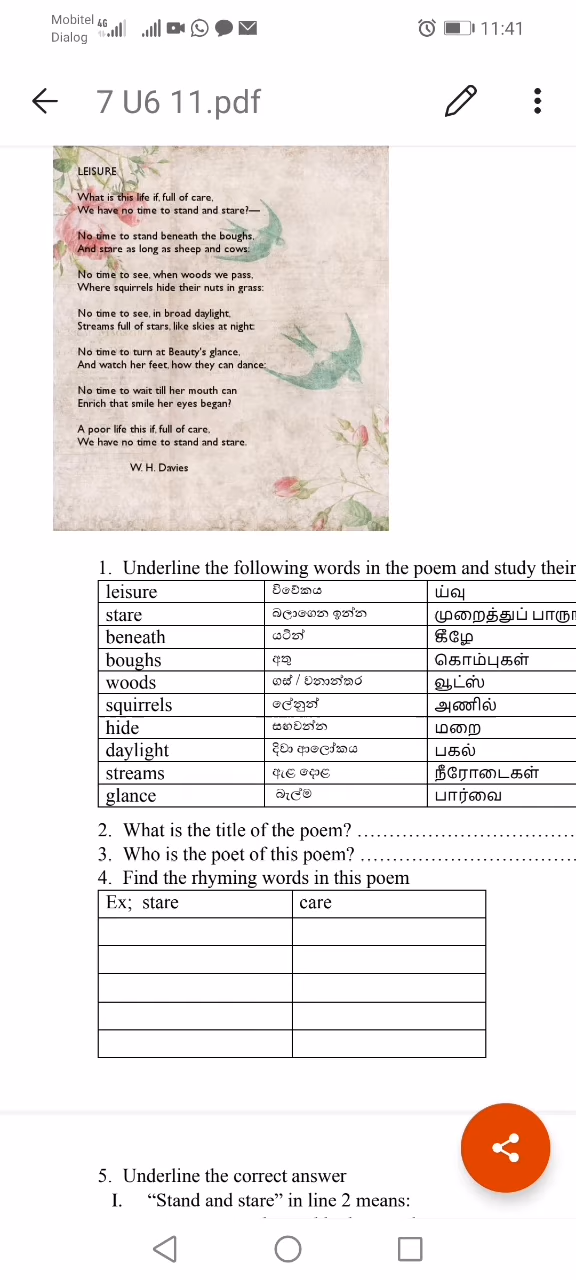 Mobitel 4G
Dialog
11:41
7 U6 11.pdf
LEISURE
What is this life if, full of care,
We have no time to stand and stare?—
No time to stand beneath the boughs,
And stare as long as sheep and cows:
No time to see, when woods we pass,
Where squirrels hide their nuts in grass:
No time to see, in broad daylight,
Streams full of stars, like skies at night:
No time to turn at Beauty's glance,
And watch her feet, how they can dance:
No time to wait till her mouth can
Enrich that smile her eyes began?
A poor life this if, full of care,
We have no time to stand and stare.
W. H. Davies
1. Underline the following words in the poem and study their
leisure විවේකය ய்வு
stare බලාගෙන ඉන්න முறைத்துப்
beneath යටින් கீழே
boughs අතු கொம்புகள்
woods ගස් / වනාන්තර வூட்ஸ்
squirrels ලේනුන් அணில்
hide සඟවන්න மறை
daylight දිවා ආලෝකය பகல்
streams ඇළ දොළ நீரோடைகள்
glance බැල්ම பார்வை
2. What is the title of the poem? ..................................
3. Who is the poet of this poem? ..................................
4. Find the rhyming words in this poem
Ex; stare care
5. Underline the correct answer
I. “Stand and stare” in line 2 means: